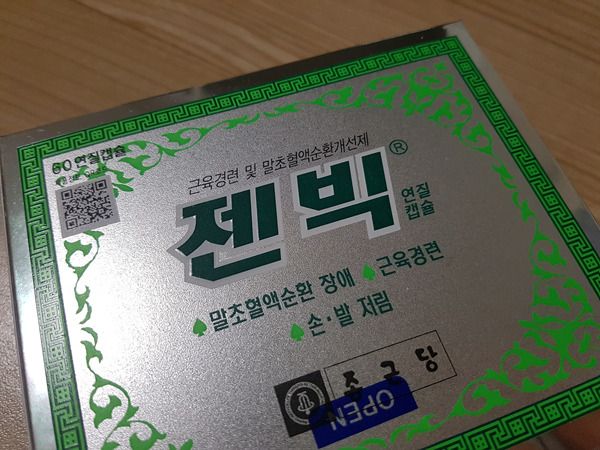 60연질캡슐
근육경련 및 말초혈액순환개선제
젠빅®
연질
캡슐
말초혈액순환 장애 근육경련
손·발 저림
종근당
OPEN